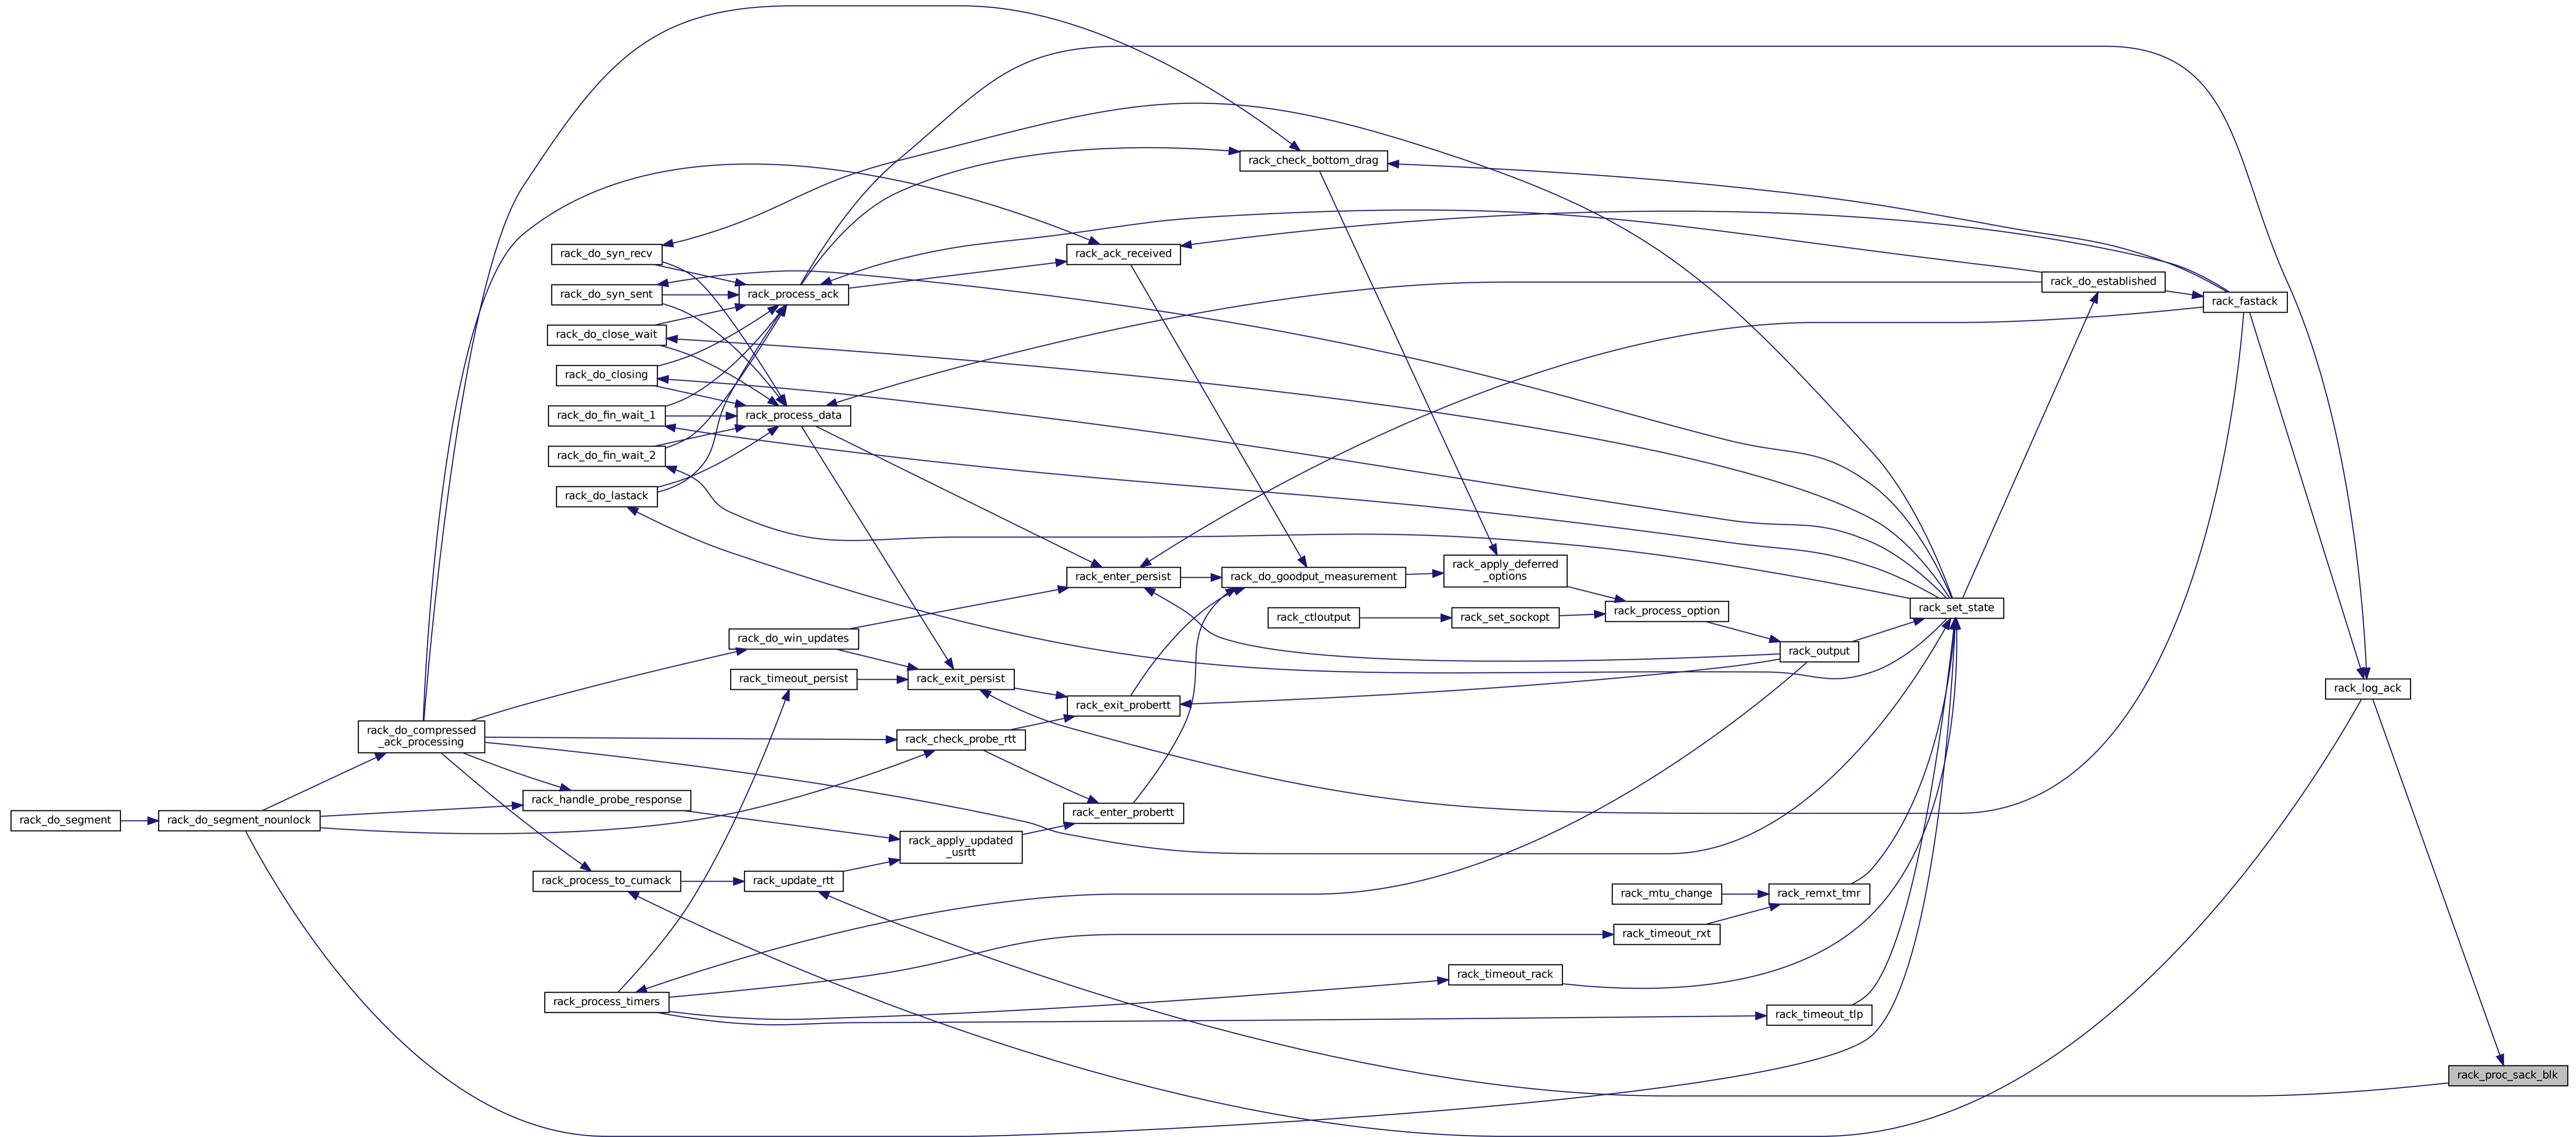 rack_check_bottom_drag
rack_do_syn_recv
rack_ack_received
rack_do_established
rack_do_syn_sent
rack_process_ack
rack_fastack
rack_do_close_wait
rack_do_closing
rack_do_fin_wait_1
rack_process_data
rack_do_fin_wait_2
rack_do_lastack
rack_enter_persist
rack_do_goodput_measurement
rack_apply_deferred
_options
rack_process_option
rack_set_state
rack_ctloutput
rack_set_sockopt
rack_do_win_updates
rack_output
rack_timeout_persist
rack_exit_persist
rack_log_ack
rack_exit_probertt
rack_do_compressed
_ack_processing
rack_check_probe_rtt
rack_handle_probe_response
rack_enter_probertt
rack_do_segment
rack_do_segment_nounlock
rack_apply_updated
_usrtt
rack_process_to_cumack
rack_update_rtt
rack_mtu_change
rack_remxt_tmr
rack_timeout_rxt
rack_timeout_rack
rack_process_timers
rack_timeout_tlp
rack_proc_sack_blk